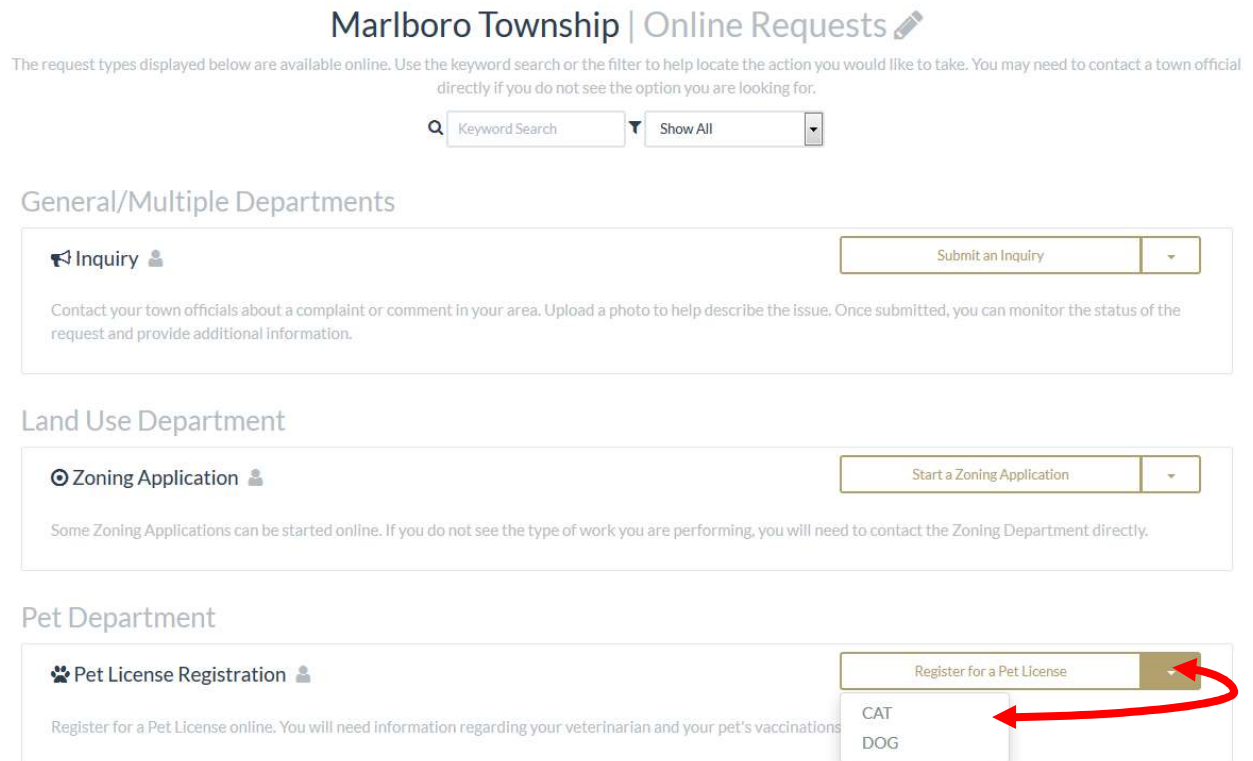 Marlboro Township | Online Requests
The request types displayed below are available online. Use the keyword search or the filter to help locate the action you would like to take. You may need to contact a town official
directly if you do not see the option you are looking for.
Keyword Search Show All
General/Multiple Departments
Inquiry Submit an Inquiry
Contact your town officials about a complaint or comment in your area. Upload a photo to help describe the issue. Once submitted, you can monitor the status of the
request and provide additional information.
Land Use Department
Zoning Application Start a Zoning Application
Some Zoning Applications can be started online. If you do not see the type of work you are performing, you will need to contact the Zoning Department directly.
Pet Department
Pet License Registration Register for a Pet License
Register for a Pet License online. You will need information regarding your veterinarian and your pet's vaccinations
CAT
DOG